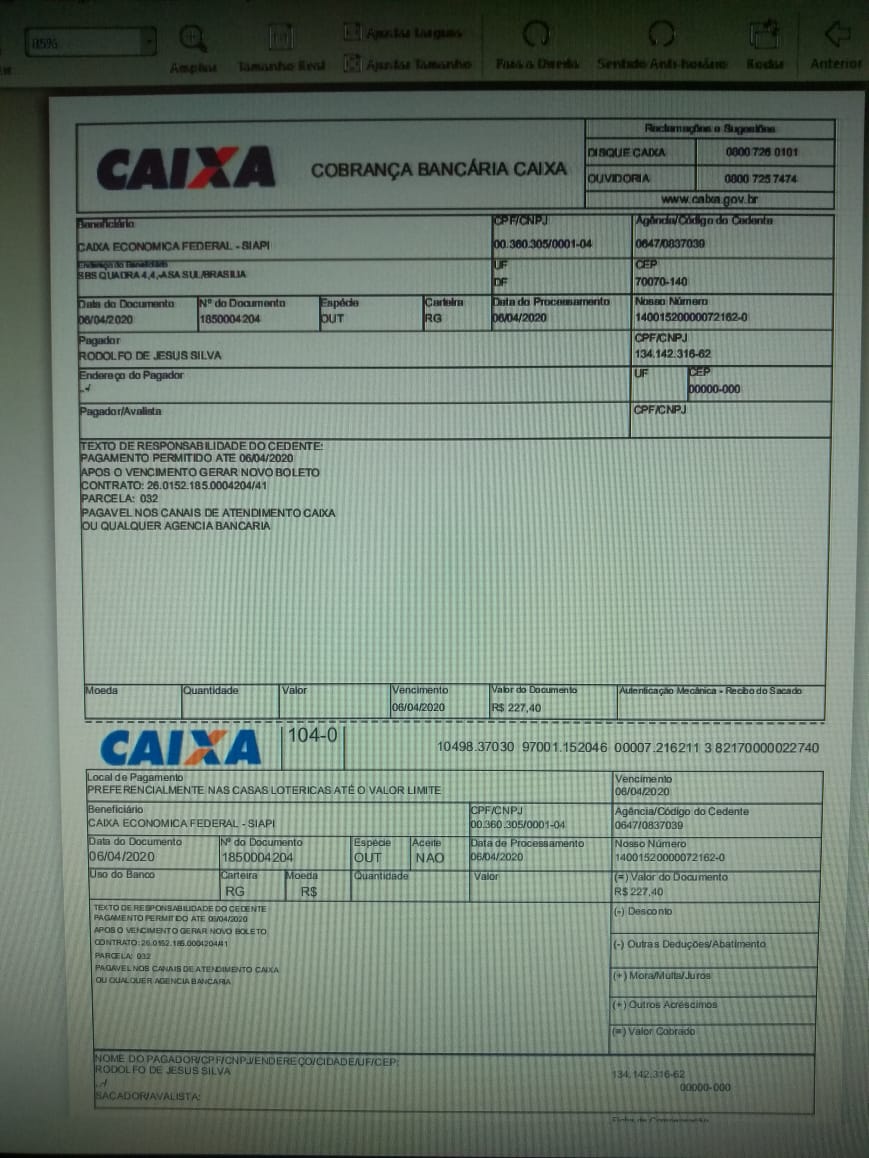 85%
Ampliar
Tamanho Real
Ajustar Largura
Ajustar Tamanho
Para a Direita
Sentido Anti-horário
Anterior
CAIXA
COBRANÇA BANCÁRIA CAIXA
Reclamações e Sugestões
DISQUE CAIXA 0800 726 0101
OUVIDORIA 0800 725 7474
www.caixa.gov.br
Beneficiário CPF/CNPJ Agência/Código do Cedente
CAIXA ECONOMICA FEDERAL - SIAPI 00.360.305/0001-04 0647/0837039
Endereço do Beneficiário UF CEP
SBS QUADRA 4,4,-ASA SUL/BRASILIA DF 70070-140
Data do Documento Nº do Documento Espécie Carteira Data do Processamento Nosso Número
06/04/2020 1850004204 OUT RG 06/04/2020 14001520000072162-0
Pagador CPF/CNPJ
RODOLFO DE JESUS SILVA 134.142.316-62
Endereço do Pagador UF CEP
,,-/ 00000-000
Pagador/Avalista CPF/CNPJ
TEXTO DE RESPONSABILIDADE DO CEDENTE:
PAGAMENTO PERMITIDO ATE 06/04/2020
APOS O VENCIMENTO GERAR NOVO BOLETO
CONTRATO: 26.0152.185.0004204/41
PARCELA: 032
PAGAVEL NOS CANAIS DE ATENDIMENTO CAIXA
OU QUALQUER AGENCIA BANCARIA
Moeda Quantidade Valor Vencimento Valor do Documento Autenticação Mecânica - Recibo do Sacado
06/04/2020 R$ 227,40
CAIXA 104-0 10498.37030 97001.152046 00007.216211 3 82170000022740
Local de Pagamento Vencimento
PREFERENCIALMENTE NAS CASAS LOTERICAS ATÉ O VALOR LIMITE 06/04/2020
Beneficiário CPF/CNPJ Agência/Código do Cedente
CAIXA ECONOMICA FEDERAL - SIAPI 00.360.305/0001-04 0647/0837039
Data do Documento Nº do Documento Espécie Aceite Data de Processamento Nosso Número
06/04/2020 1850004204 OUT NAO 06/04/2020 14001520000072162-0
Uso do Banco Carteira Moeda Quantidade Valor (=) Valor do Documento
RG R$ R$ 227,40
TEXTO DE RESPONSABILIDADE DO CEDENTE
PAGAMENTO PERMITIDO ATE 06/04/2020
APOS O VENCIMENTO GERAR NOVO BOLETO
CONTRATO: 26.0152.185.0004204/41
PARCELA: 032
PAGAVEL NOS CANAIS DE ATENDIMENTO CAIXA
OU QUALQUER AGENCIA BANCARIA
(-) Desconto
(-) Outras Deduções/Abatimento
(+) Mora/Multa/Juros
(+) Outros Acréscimos
(=) Valor Cobrado
NOME DO PAGADOR/CPF/CNPJ/ENDEREÇO/CIDADE/UF/CEP:
RODOLFO DE JESUS SILVA 134.142.316-62
,,-/ 00000-000
SACADOR/AVALISTA: